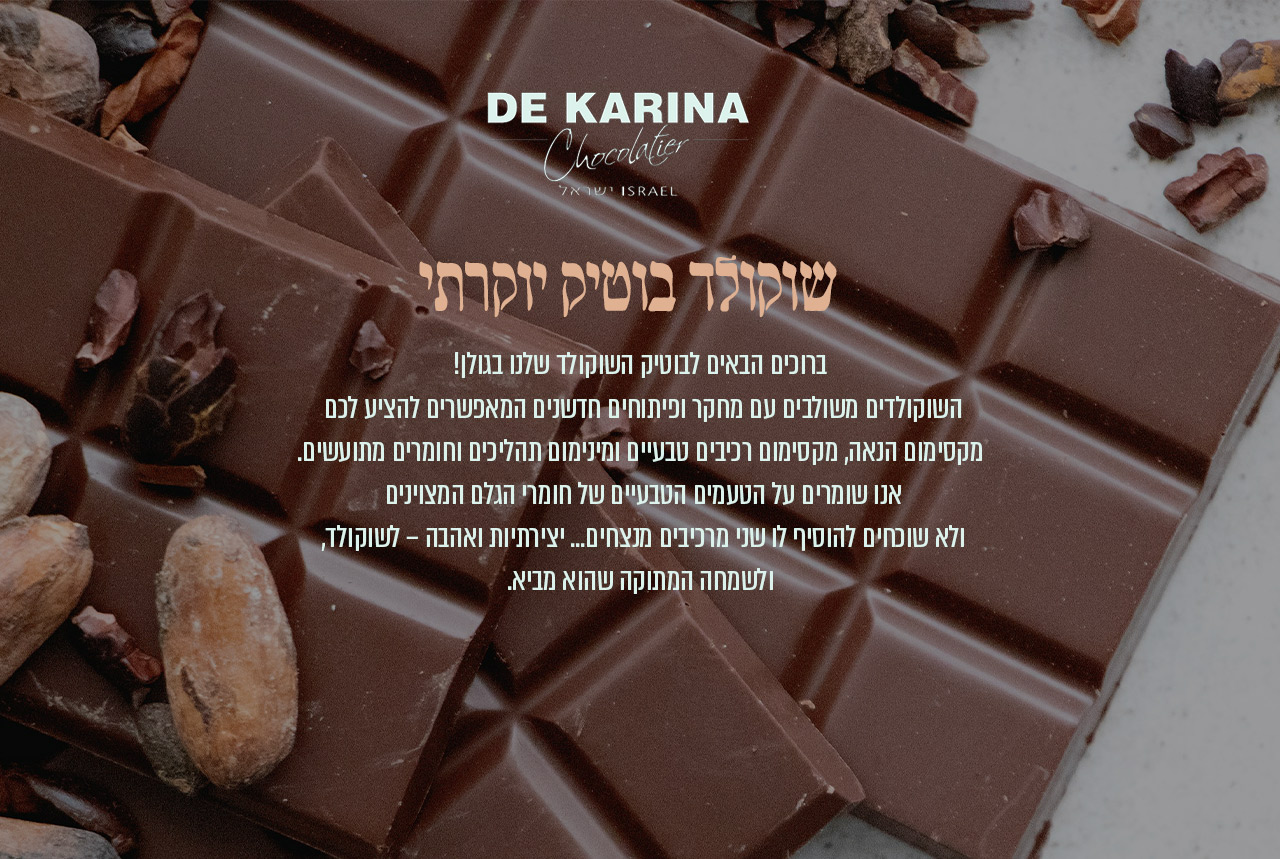 DE KARINA
Chocolatier
ישראל ISRAEL
שוקולד בוטיק יוקרתי
ברוכים הבאים לבוטיק השוקולד שלנו בגולן!
השוקולדים משולבים עם מחקר ופיתוחים חדשנים המאפשרים להציע לכם
מקסימום הנאה, מקסימום רכיבים טבעיים ומינימום תהליכים וחומרים מתועשים.
אנו שומרים על הטעמים הטבעיים של חומרי הגלם המצוינים
ולא שוכחים להוסיף לו שני מרכיבים מנצחים... יצירתיות ואהבה – לשוקולד,
ולשמחה המתוקה שהוא מביא.